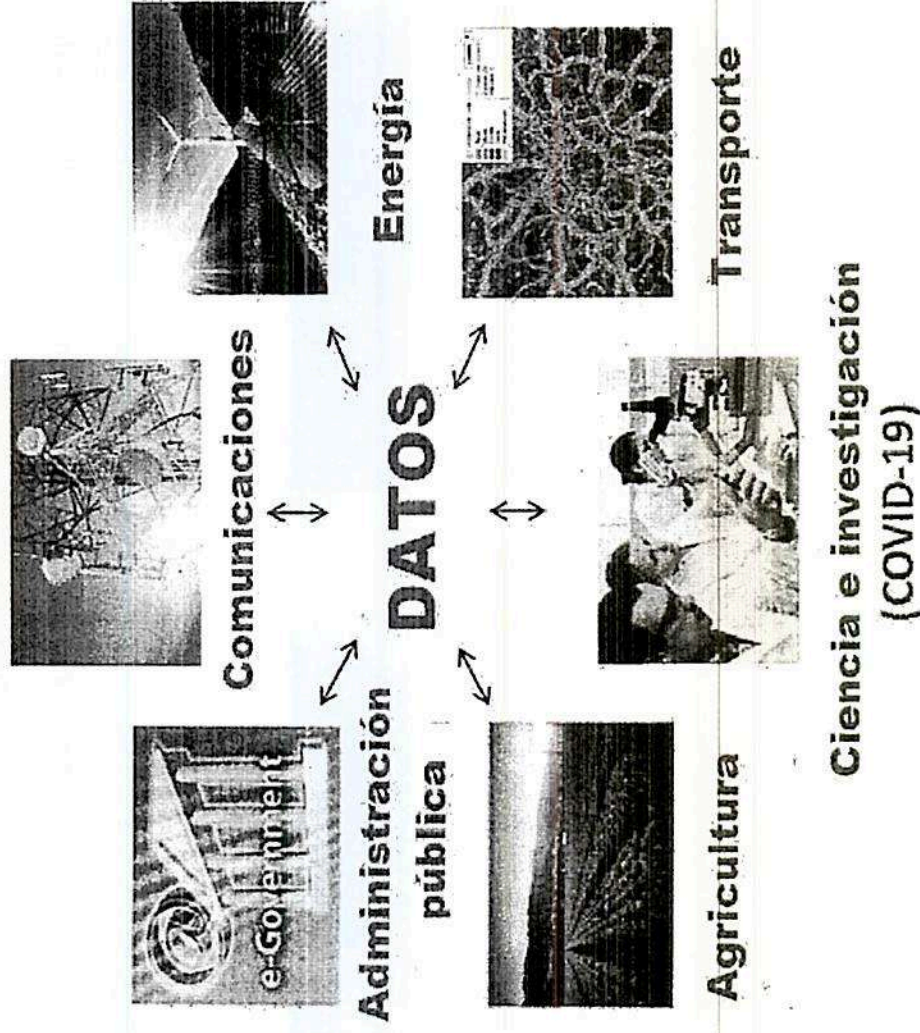 Comunicaciones
e-Government
Administración
pública
Energía
DATOS
Agricultura
Transporte
Ciencia e investigación
(COVID-19)